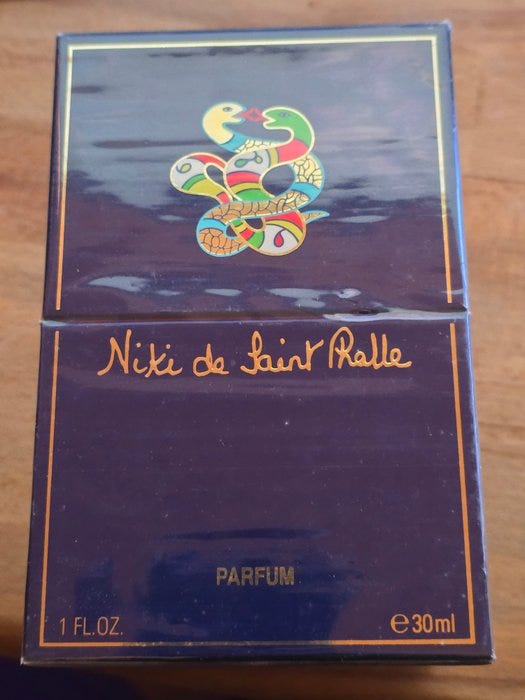 Niki de Saint Phalle
PARFUM
1 FL.OZ.
e 30ml